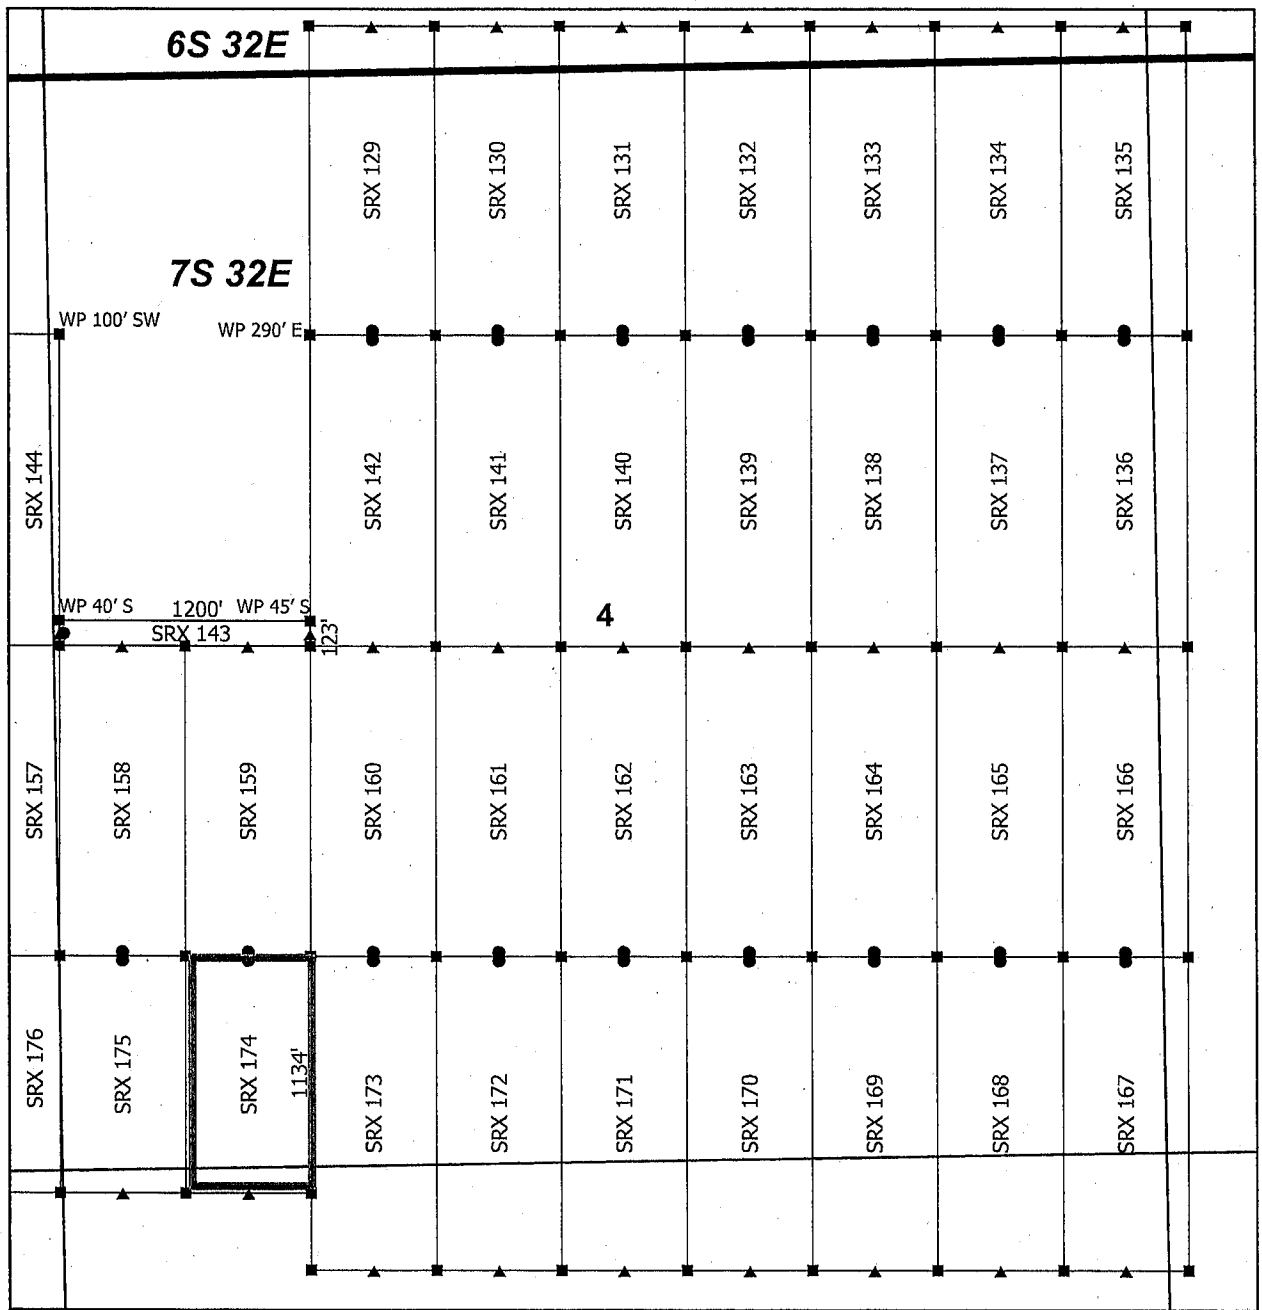 6S 32E
SRX 129
SRX 130
SRX 131
SRX 132
SRX 133
SRX 134
SRX 135
7S 32E
WP 100' SW
WP 290' E
SRX 144
SRX 142
SRX 141
SRX 140
SRX 139
SRX 138
SRX 137
SRX 136
WP 40' S
1200'
WP 45' S
4
SRX 143
123'
SRX 157
SRX 158
SRX 159
SRX 160
SRX 161
SRX 162
SRX 163
SRX 164
SRX 165
SRX 166
SRX 176
SRX 175
SRX 174
1134'
SRX 173
SRX 172
SRX 171
SRX 170
SRX 169
SRX 168
SRX 167